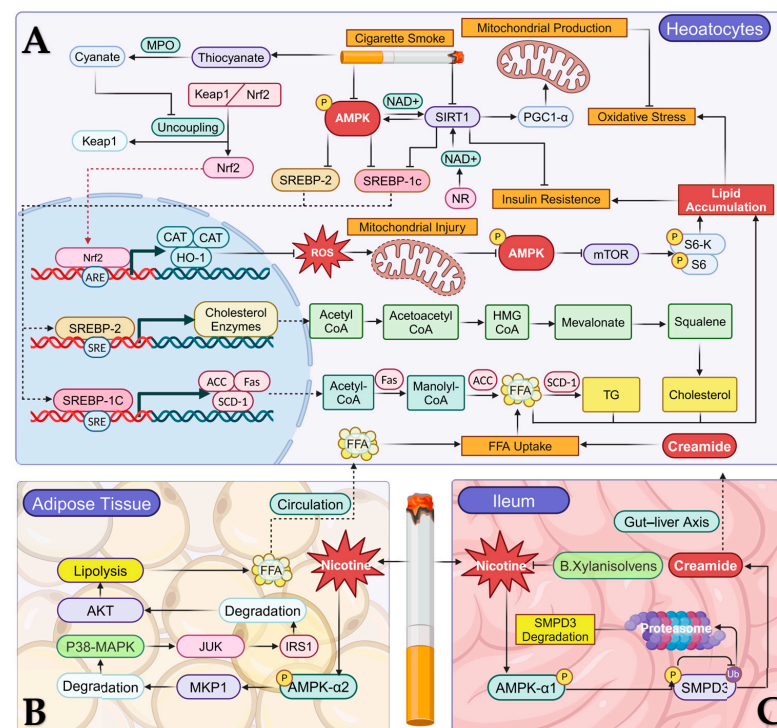 A
Heoatocytes
Cigarette Smoke
Mitochondrial Production
MPO
Cyanate
Thiocyanate
Keap1
Nrf2
P
AMPK
NAD+
SIRT1
PGC1-α
Oxidative Stress
Uncoupling
Keap1
Nrf2
SREBP-2
SREBP-1c
NAD+
NR
Insulin Resistence
Lipid
Accumulation
Nrf2
ARE
CAT
CAT
HO-1
ROS
Mitochondrial Injury
P
AMPK
mTOR
P
S6-K
P
S6
SREBP-2
SRE
Cholesterol
Enzymes
Acetyl
CoA
Acetoacetyl
CoA
HMG
CoA
Mevalonate
Squalene
SREBP-1C
SRE
ACC
Fas
SCD-1
Acetyl-
CoA
Fas
Manolyl-
CoA
ACC
FFA
SCD-1
TG
Cholesterol
FFA
FFA Uptake
Creamide
Adipose Tissue
Circulation
Lipolysis
FFA
Nicotine
AKT
Degradation
P38-MAPK
JUK
IRS1
Degradation
MKP1
P
AMPK-α2
B
Ileum
Gut–liver Axis
Nicotine
B.Xylanisolvens
Creamide
SMPD3
Degradation
Proteasome
AMPK-α1
P
P
Ub
SMPD3
C